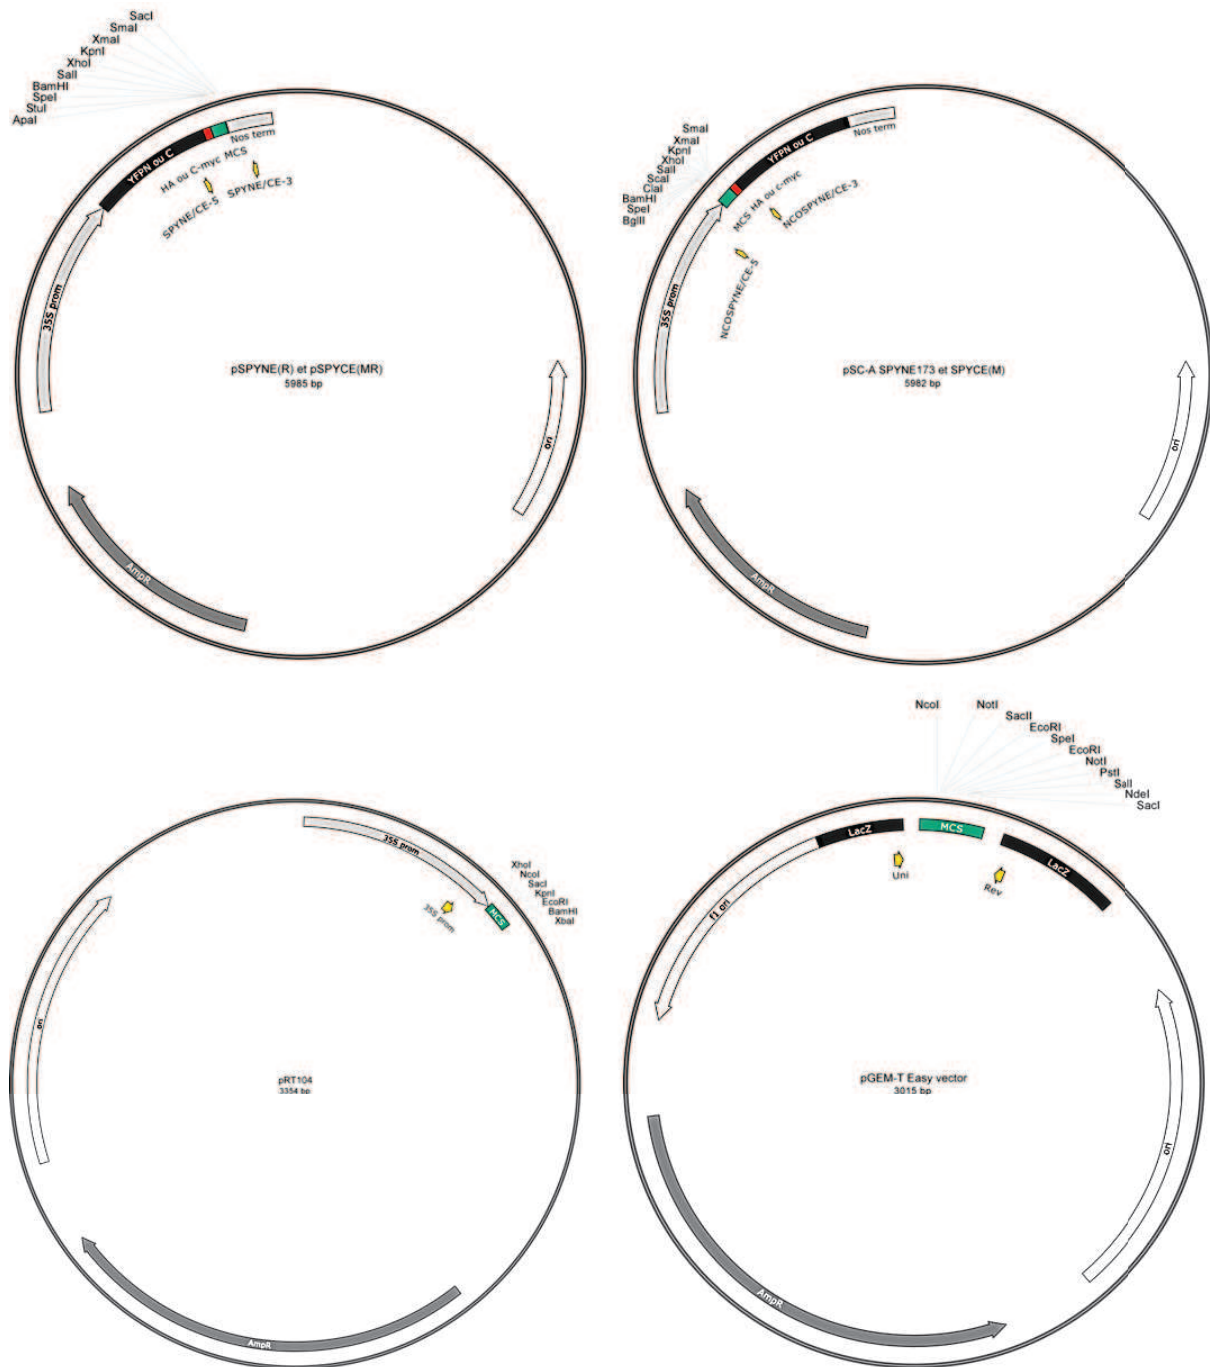 SacI
SmaI
XmaI
KpnI
XhoI
SalI
BamHI
SpeI
StuI
ApaI
YFPN ou C
Nos term
HA ou C-myc MCS
SPYNE/CE-5
SPYNE/CE-3
35S prom
pSPYNE(R) et pSPYCE(MR)
5985 bp
ori
AmpR
SmaI
XmaI
KpnI
XhoI
SalI
ScaI
ClaI
BamHI
SpeI
BglII
YFPN ou C
Nos term
MCS HA ou c-myc
NCOSPYNE/CE-3
NCOSPYNE/CE-5
35S prom
pSC-A SPYNE173 et SPYCE(M)
5982 bp
ori
AmpR
35S prom
XhoI
NcoI
SacI
KpnI
EcoRI
BamHI
XbaI
MCS
35S prom
ori
pRT104
3354 bp
AmpR
NcoI
NotI
SacII
EcoRI
SpeI
EcoRI
NotI
PstI
SalI
NdeI
SacI
LacZ
MCS
LacZ
Uni
Rev
f1 ori
pGEM-T Easy vector
3015 bp
ori
AmpR